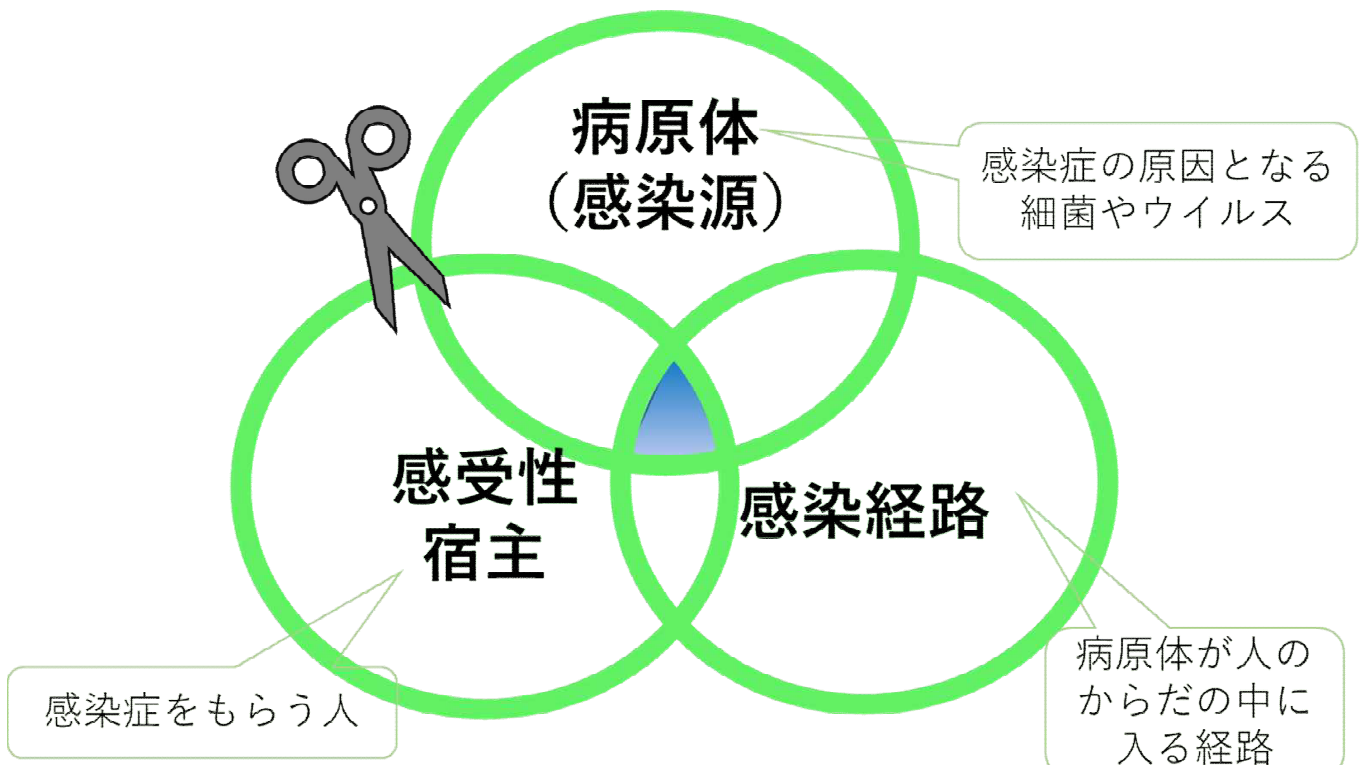 病原体
（感染源）
感染症の原因となる
細菌やウイルス
感受性
宿主
感染経路
感染症をもらう人
病原体が人の
からだの中に
入る経路